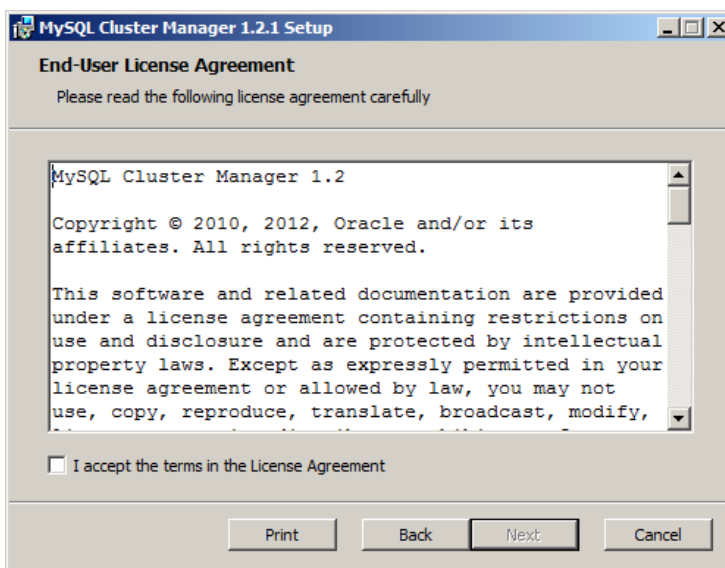 MySQL Cluster Manager 1.2.1 Setup
End-User License Agreement
Please read the following license agreement carefully
MySQL Cluster Manager 1.2
Copyright © 2010, 2012, Oracle and/or its
affiliates. All rights reserved.
This software and related documentation are provided
under a license agreement containing restrictions on
use and disclosure and are protected by intellectual
property laws. Except as expressly permitted in your
license agreement or allowed by law, you may not
use, copy, reproduce, translate, broadcast, modify,
I accept the terms in the License Agreement
Print Back Next Cancel